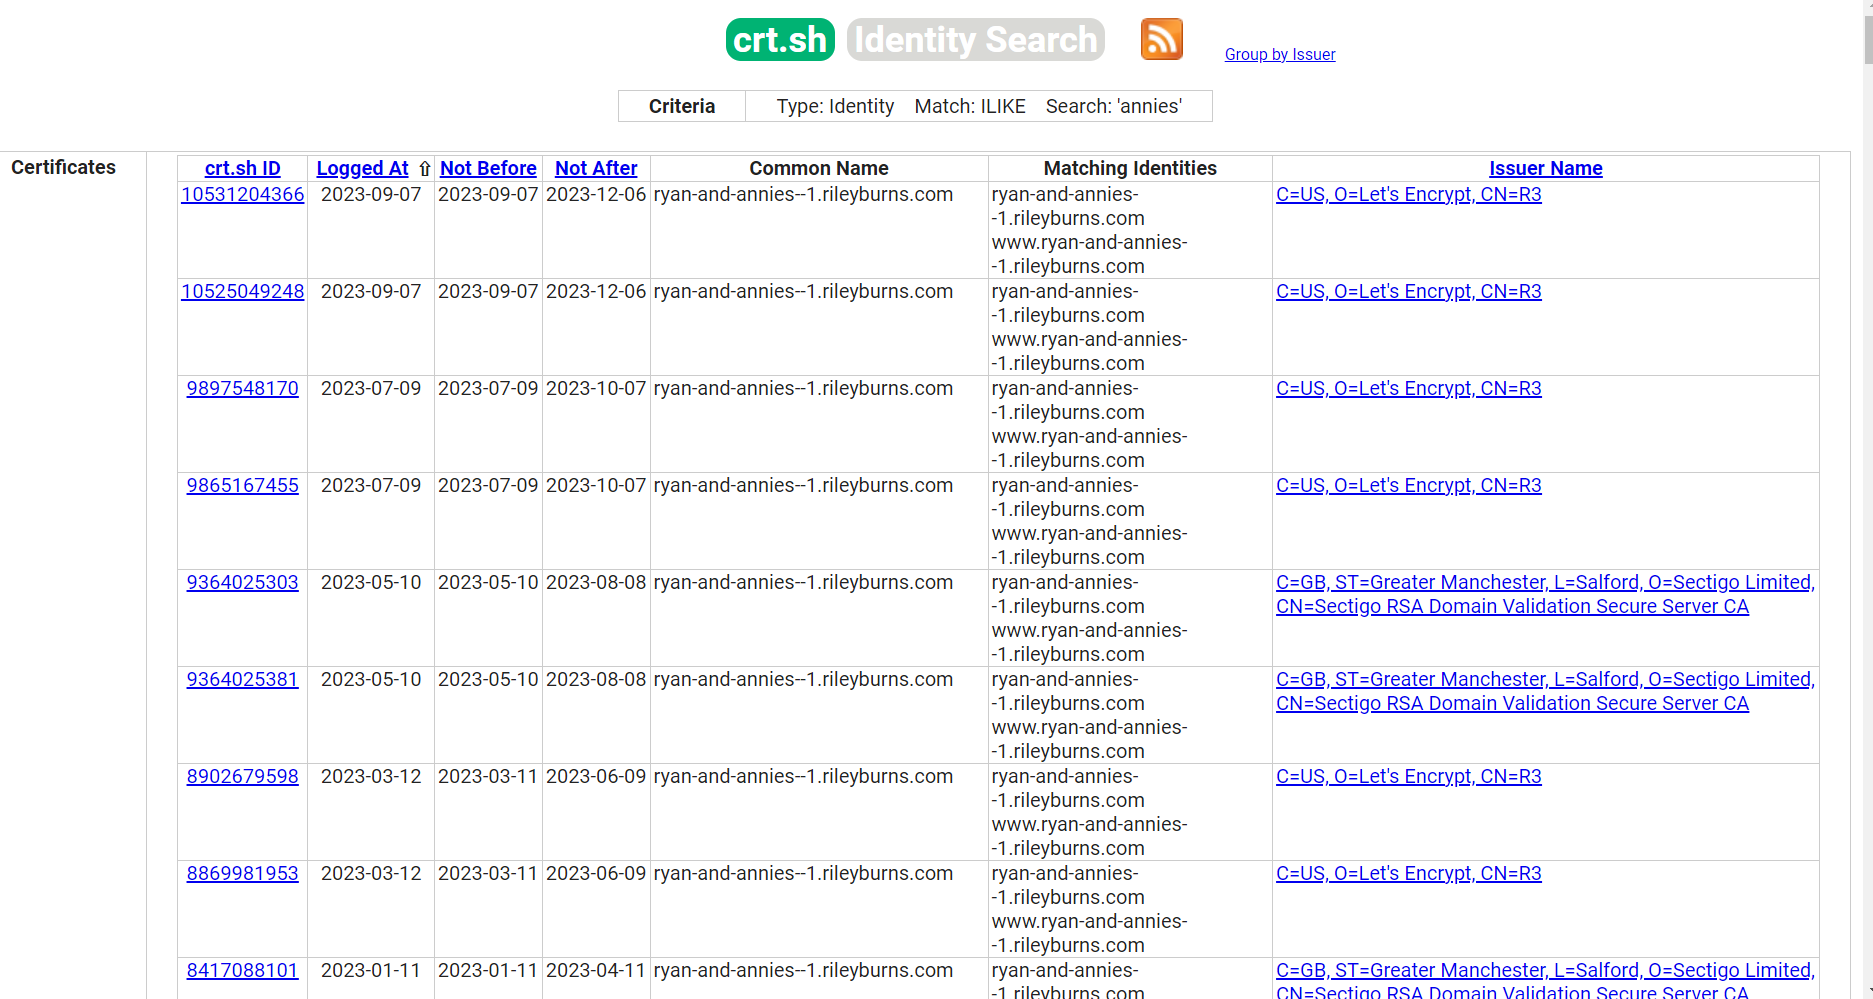 crt.sh Identity Search
Group by Issuer
Criteria Type: Identity Match: ILIKE Search: 'annies'
Certificates
crt.sh ID Logged At ⇧ Not Before Not After Common Name Matching Identities Issuer Name
10531204366 2023-09-07 2023-09-07 2023-12-06 ryan-and-annies--1.rileyburns.com ryan-and-annies- C=US, O=Let's Encrypt, CN=R3
-1.rileyburns.com
www.ryan-and-annies-
-1.rileyburns.com
10525049248 2023-09-07 2023-09-07 2023-12-06 ryan-and-annies--1.rileyburns.com ryan-and-annies- C=US, O=Let's Encrypt, CN=R3
-1.rileyburns.com
www.ryan-and-annies-
-1.rileyburns.com
9897548170 2023-07-09 2023-07-09 2023-10-07 ryan-and-annies--1.rileyburns.com ryan-and-annies- C=US, O=Let's Encrypt, CN=R3
-1.rileyburns.com
www.ryan-and-annies-
-1.rileyburns.com
9865167455 2023-07-09 2023-07-09 2023-10-07 ryan-and-annies--1.rileyburns.com ryan-and-annies- C=US, O=Let's Encrypt, CN=R3
-1.rileyburns.com
www.ryan-and-annies-
-1.rileyburns.com
9364025303 2023-05-10 2023-05-10 2023-08-08 ryan-and-annies--1.rileyburns.com ryan-and-annies- C=GB, ST=Greater Manchester, L=Salford, O=Sectigo Limited,
-1.rileyburns.com CN=Sectigo RSA Domain Validation Secure Server CA
www.ryan-and-annies-
-1.rileyburns.com
9364025381 2023-05-10 2023-05-10 2023-08-08 ryan-and-annies--1.rileyburns.com ryan-and-annies- C=GB, ST=Greater Manchester, L=Salford, O=Sectigo Limited,
-1.rileyburns.com CN=Sectigo RSA Domain Validation Secure Server CA
www.ryan-and-annies-
-1.rileyburns.com
8902679598 2023-03-12 2023-03-11 2023-06-09 ryan-and-annies--1.rileyburns.com ryan-and-annies- C=US, O=Let's Encrypt, CN=R3
-1.rileyburns.com
www.ryan-and-annies-
-1.rileyburns.com
8869981953 2023-03-12 2023-03-11 2023-06-09 ryan-and-annies--1.rileyburns.com ryan-and-annies- C=US, O=Let's Encrypt, CN=R3
-1.rileyburns.com
www.ryan-and-annies-
-1.rileyburns.com
8417088101 2023-01-11 2023-01-11 2023-04-11 ryan-and-annies--1.rileyburns.com ryan-and-annies- C=GB, ST=Greater Manchester, L=Salford, O=Sectigo Limited,
-1.rileyburns.com CN=Sectigo RSA Domain Validation Secure Server CA